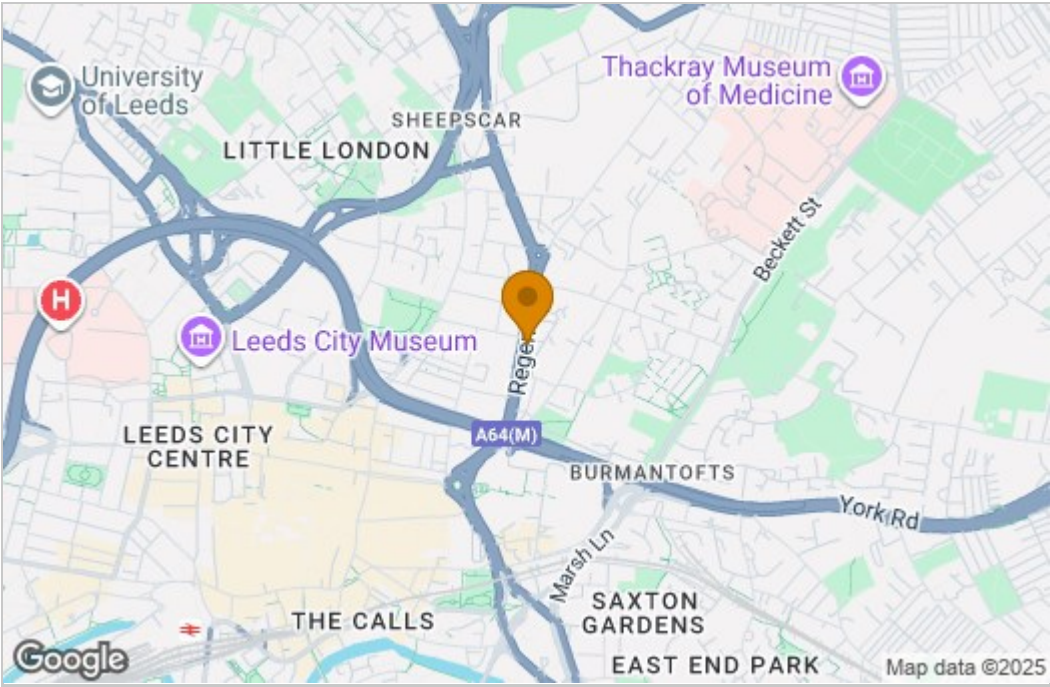 University
of Leeds
Thackray Museum
of Medicine
SHEEPSCAR
LITTLE LONDON
Beckett St
H
Leeds City Museum
Regen
A64(M)
LEEDS CITY
CENTRE
BURMANTOFTS
York Rd
Marsh Ln
SAXTON
GARDENS
THE CALLS
EAST END PARK
Google
Map data ©2025